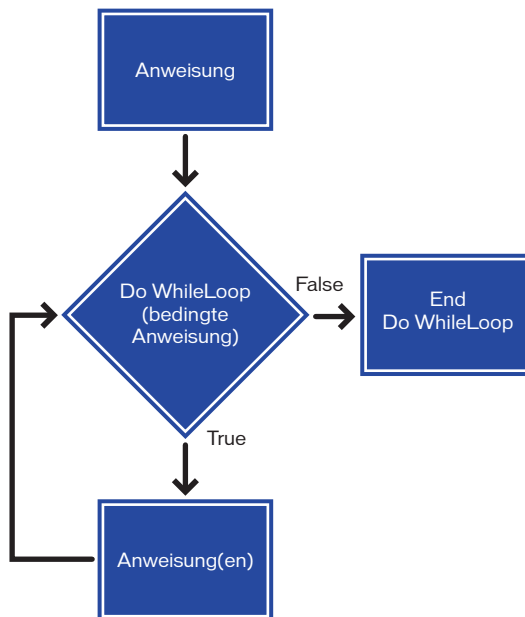 Anweisung
Do WhileLoop
(bedingte
Anweisung)
False
End
Do WhileLoop
True
Anweisung(en)